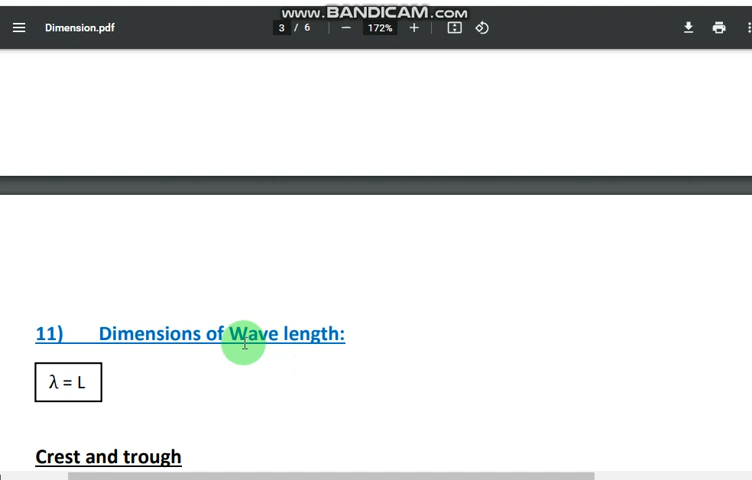 www.BANDICAM.com
Dimension.pdf 3 / 6 172%
11) Dimensions of Wave length:
λ = L
Crest and trough